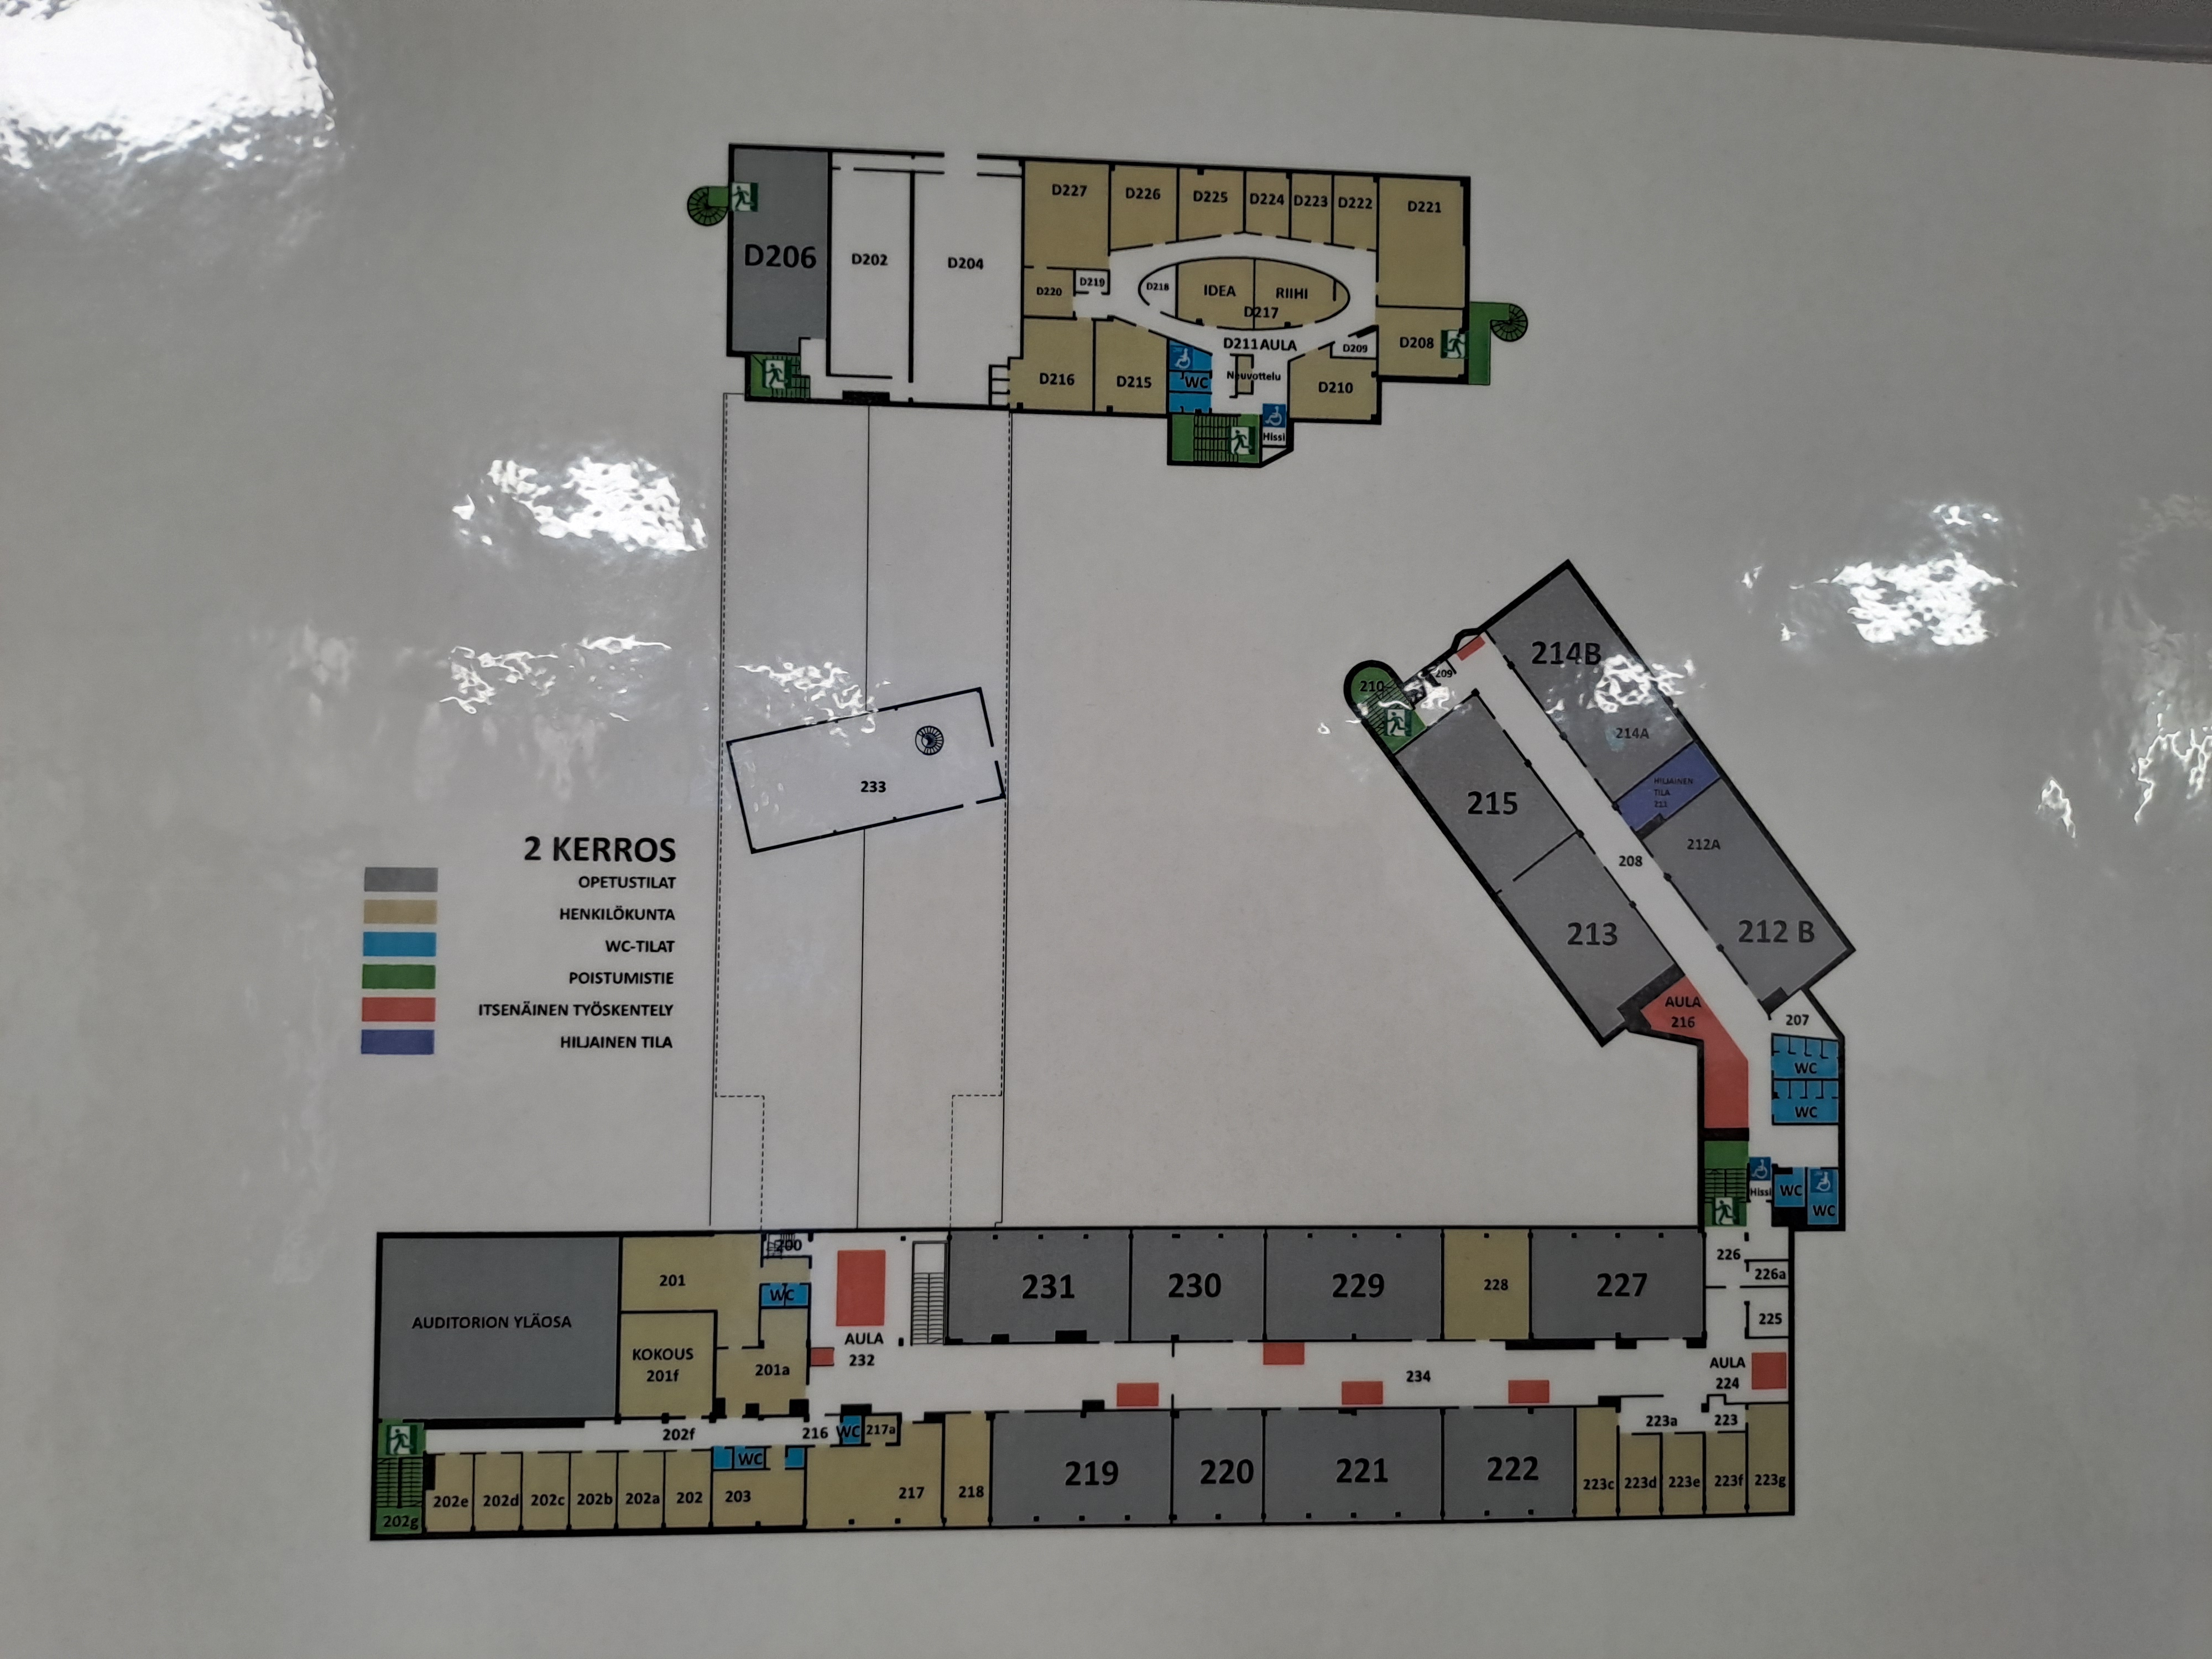 D206
D202
D204
D227
D226
D225
D224
D223
D222
D221
D220
D219
D218
IDEA
RIIHI
D217
D211 AULA
D209
D208
D216
D215
WC
Neuvottelu
D210
Hissi
233
2 KERROS
OPETUSTILAT
HENKILÖKUNTA
WC-TILAT
POISTUMISTIE
ITSENÄINEN TYÖSKENTELY
HILJAINEN TILA
214B
210
209
214A
215
HILJAINEN
TILA
212A
208
213
212 B
AULA
216
207
WC
WC
Hissi
WC
WC
AUDITORION YLÄOSA
201
200
WC
KOKOUS
201f
201a
AULA
232
231
230
229
228
227
226
226a
225
234
AULA
224
202f
216
WC
217a
223a
223
202g
202e
202d
202c
202b
202a
202
WC
203
217
218
219
220
221
222
223c
223d
223e
223f
223g